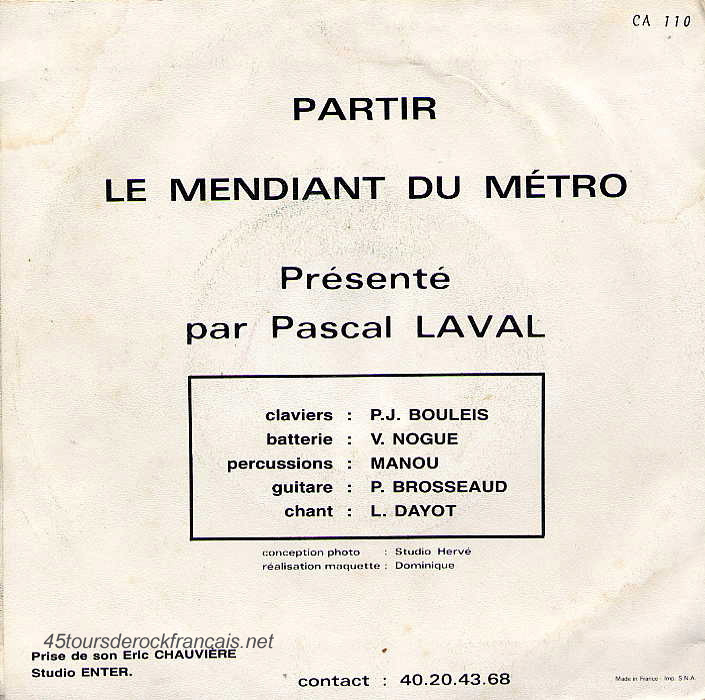 CA 110
PARTIR
LE MENDIANT DU MÉTRO
Présenté
par Pascal LAVAL
claviers : P.J. BOULEIS
batterie : V. NOGUE
percussions : MANOU
guitare : P. BROSSEAUD
chant : L. DAYOT
conception photo : Studio Hervé
réalisation maquette : Dominique
45toursderockfrançais.net
Prise de son Eric CHAUVIÈRE
Studio ENTER.
contact : 40.20.43.68
Made in France - Imp. S.N.A.